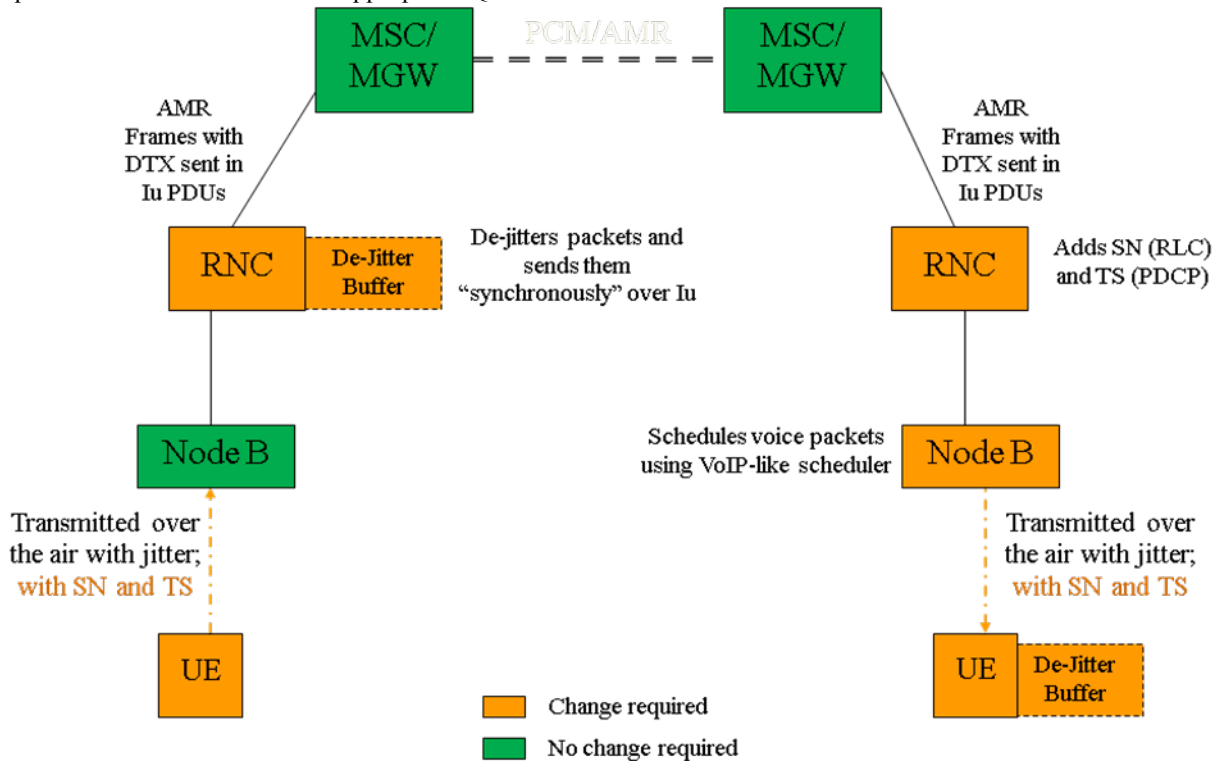 MSC/
MGW
PCM/AMR
MSC/
MGW
AMR
Frames with
DTX sent in
Iu PDUs
AMR
Frames with
DTX sent in
Iu PDUs
RNC
De-Jitter
Buffer
De-jitters packets and
sends them
“synchronously” over Iu
RNC
Adds SN (RLC)
and TS (PDCP)
Node B
Schedules voice packets
using VoIP-like scheduler
Node B
Transmitted over
the air with jitter;
with SN and TS
Transmitted over
the air with jitter;
with SN and TS
UE
UE
De-Jitter
Buffer
Change required
No change required